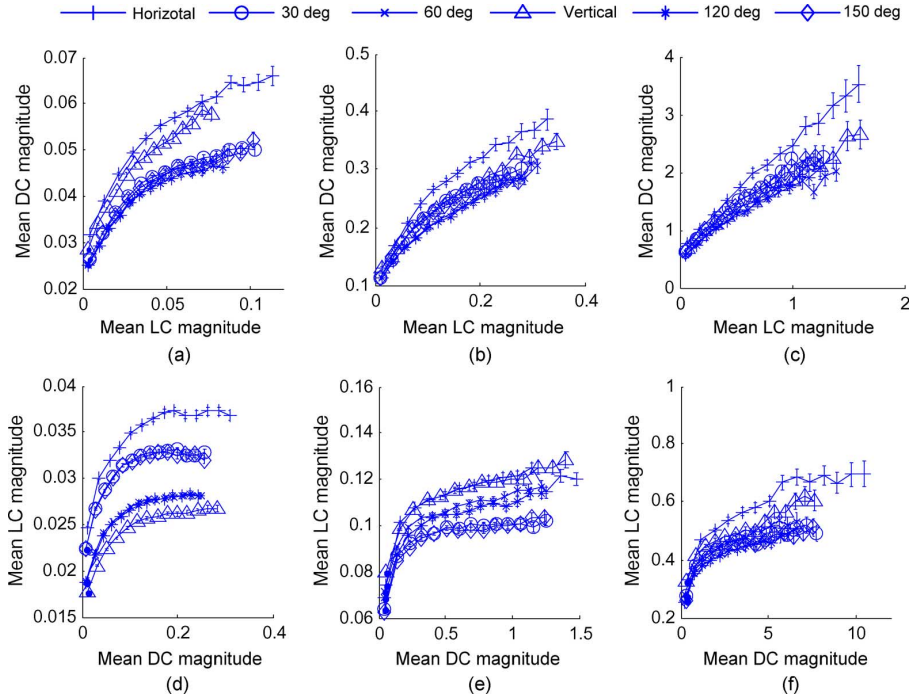 Horizotal 30 deg 60 deg Vertical 120 deg 150 deg
0.07 0.06 0.05 0.04 0.03 0.02
Mean DC magnitude
0 0.05 0.1
Mean LC magnitude
(a)
0.5 0.4 0.3 0.2 0.1
Mean DC magnitude
0 0.2 0.4
Mean LC magnitude
(b)
4 3 2 1 0
Mean DC magnitude
0 1 2
Mean LC magnitude
(c)
0.04 0.035 0.03 0.025 0.02 0.015
Mean LC magnitude
0 0.2 0.4
Mean DC magnitude
(d)
0.16 0.14 0.12 0.1 0.08 0.06
Mean LC magnitude
0 0.5 1 1.5
Mean DC magnitude
(e)
1 0.8 0.6 0.4 0.2
Mean LC magnitude
0 5 10
Mean DC magnitude
(f)